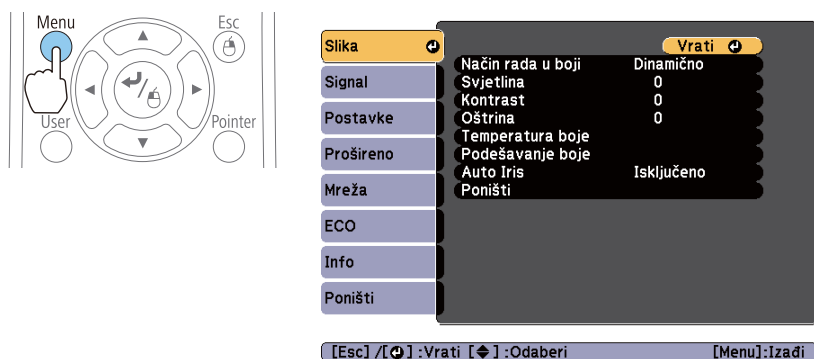 Menu
Esc
User
Pointer
Slika
Signal
Postavke
Prošireno
Mreža
ECO
Info
Poništi
Vrati
Način rada u boji Dinamično
Svjetlina 0
Kontrast 0
Oštrina 0
Temperatura boje
Podešavanje boje
Auto Iris Isključeno
Poništi
[Esc] /[⏎] :Vrati [◆] :Odaberi [Menu]:Izađi